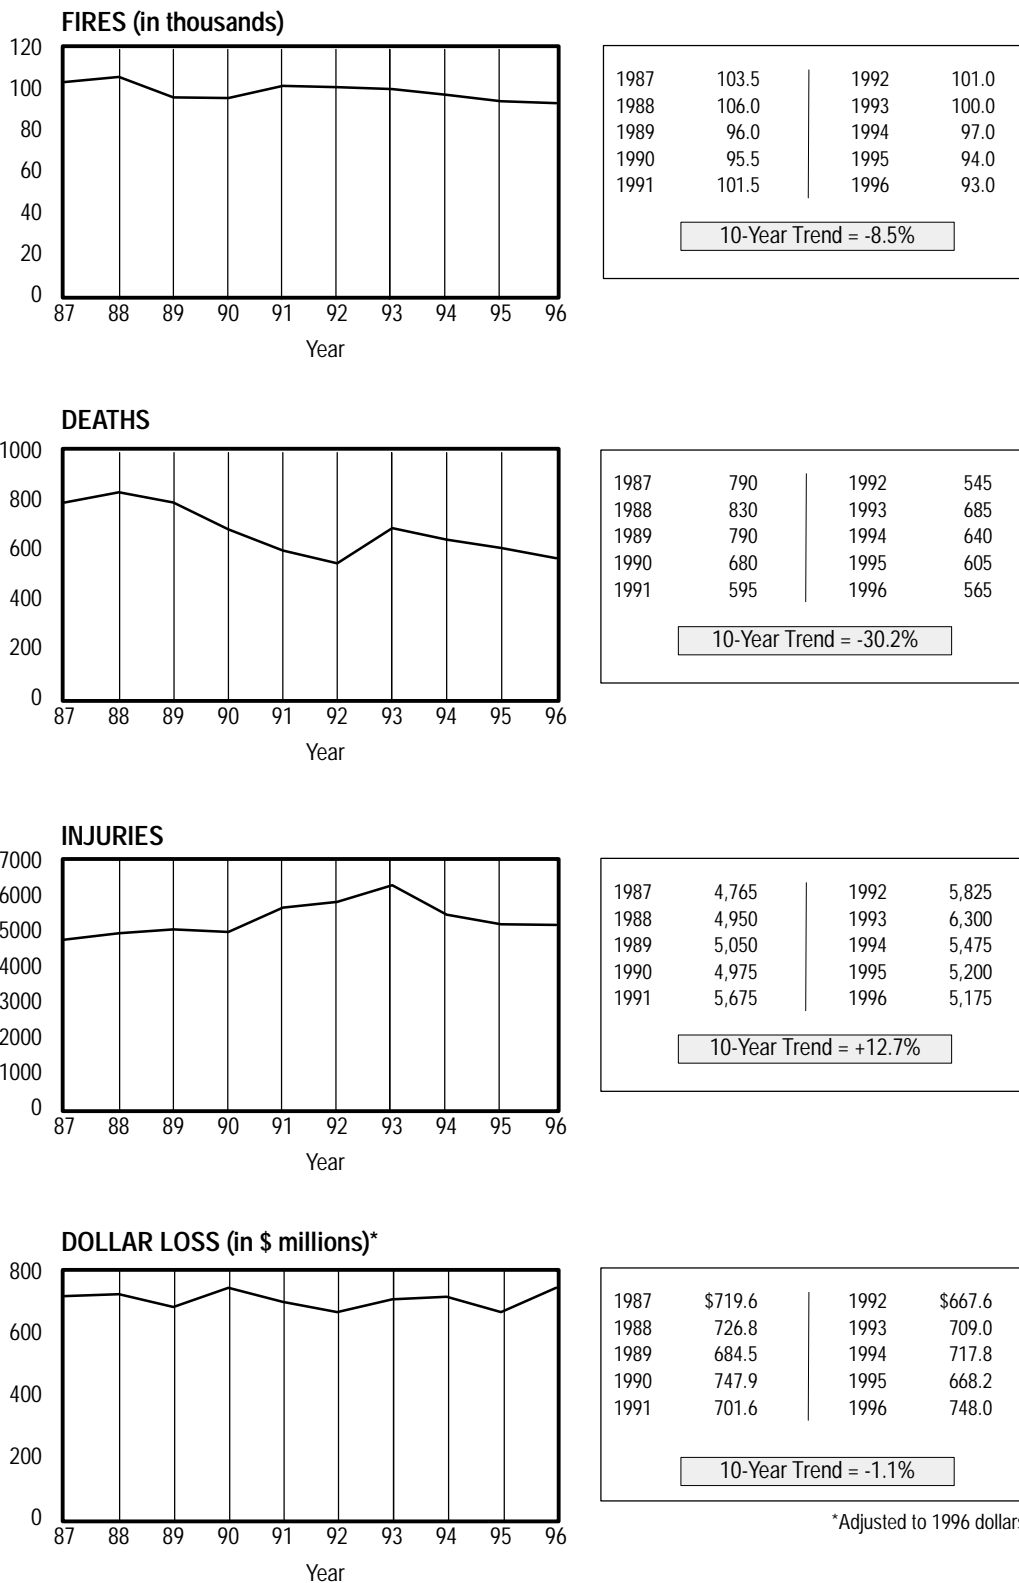 FIRES (in thousands)
120
100
80
60
40
20
0
87 88 89 90 91 92 93 94 95 96
Year
1987 103.5 1992 101.0
1988 106.0 1993 100.0
1989 96.0 1994 97.0
1990 95.5 1995 94.0
1991 101.5 1996 93.0
10-Year Trend = -8.5%
DEATHS
1000
800
600
400
200
0
87 88 89 90 91 92 93 94 95 96
Year
1987 790 1992 545
1988 830 1993 685
1989 790 1994 640
1990 680 1995 605
1991 595 1996 565
10-Year Trend = -30.2%
INJURIES
7000
6000
5000
4000
3000
2000
1000
0
87 88 89 90 91 92 93 94 95 96
Year
1987 4,765 1992 5,825
1988 4,950 1993 6,300
1989 5,050 1994 5,475
1990 4,975 1995 5,200
1991 5,675 1996 5,175
10-Year Trend = +12.7%
DOLLAR LOSS (in $ millions)*
800
600
400
200
0
87 88 89 90 91 92 93 94 95 96
Year
1987 $719.6 1992 $667.6
1988 726.8 1993 709.0
1989 684.5 1994 717.8
1990 747.9 1995 668.2
1991 701.6 1996 748.0
10-Year Trend = -1.1%
*Adjusted to 1996 dollars